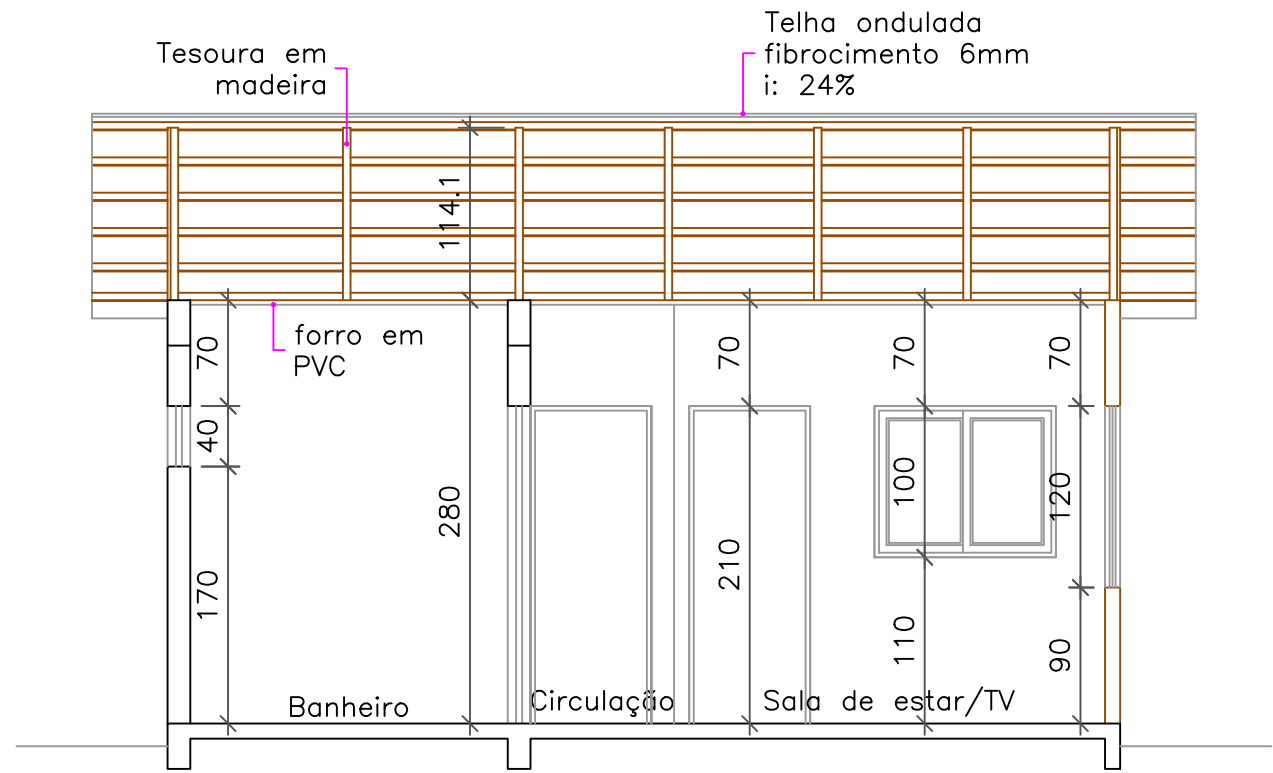 Telha ondulada
fibrocimento 6mm
i: 24%
Tesoura em
madeira
114.1
forro em
PVC
70
70
70
70
40
100
120
280
210
170
110
90
Banheiro
Circulação
Sala de estar/TV